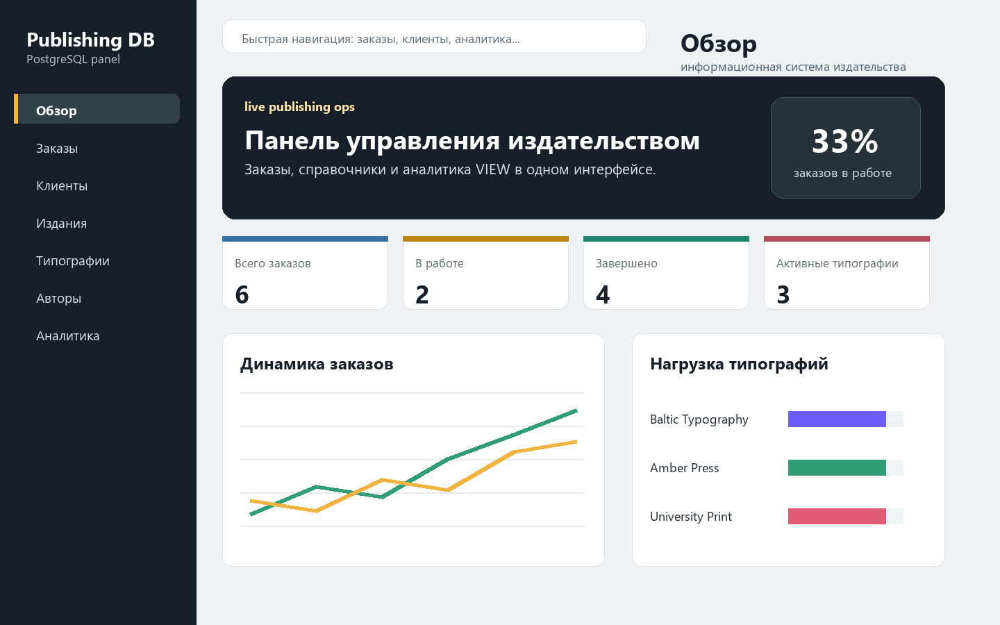 Publishing DB
PostgreSQL panel
Обзор
Заказы
Клиенты
Издания
Типографии
Авторы
Аналитика
Быстрая навигация: заказы, клиенты, аналитика...
Обзор
информационная система издательства
live publishing ops
Панель управления издательством
Заказы, справочники и аналитика VIEW в одном интерфейсе.
33%
заказов в работе
Всего заказов
6
В работе
2
Завершено
4
Активные типографии
3
Динамика заказов
Нагрузка типографий
Baltic Typography
Amber Press
University Print